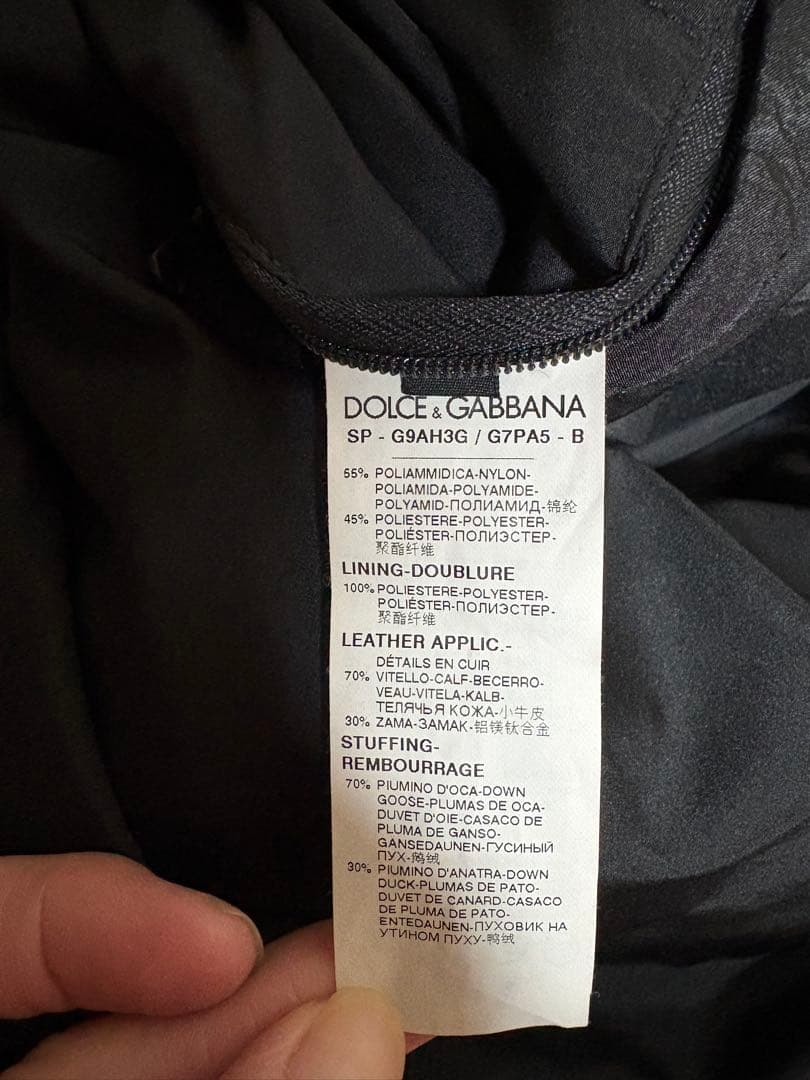 DOLCE & GABBANA
SP - G9AH3G / G7PA5 - B
55% POLIAMMIDICA-NYLON-
POLIAMIDA-POLYAMIDE-
POLYAMID-ПОЛИАМИД-锦纶
45% POLIESTERE-POLYESTER-
POLIÉSTER-ПОЛИЭСТЕР-
聚酯纤维
LINING-DOUBLURE
100% POLIESTERE-POLYESTER-
POLIÉSTER-ПОЛИЭСТЕР-
聚酯纤维
LEATHER APPLIC.-
DÉTAILS EN CUIR
70% VITELLO-CALF-BECERRO-
VEAU-VITELA-KALB-
ТЕЛЯЧЬЯ КОЖА-小牛皮
30% ZAMA-ЗАМАК-铝镁钛合金
STUFFING-
REMBOURRAGE
70% PIUMINO D'OCA-DOWN
GOOSE-PLUMAS DE OCA-
DUVET D'OIE-CASACO DE
PLUMA DE GANSO-
GANSEDAUNEN-ГУСИНЫЙ
ПУХ-鹅绒
30% PIUMINO D'ANATRA-DOWN
DUCK-PLUMAS DE PATO-
DUVET DE CANARD-CASACO
DE PLUMA DE PATO-
ENTEDAUNEN-ПУХОВИК НА
УТИНОМ ПУХУ-鸭绒